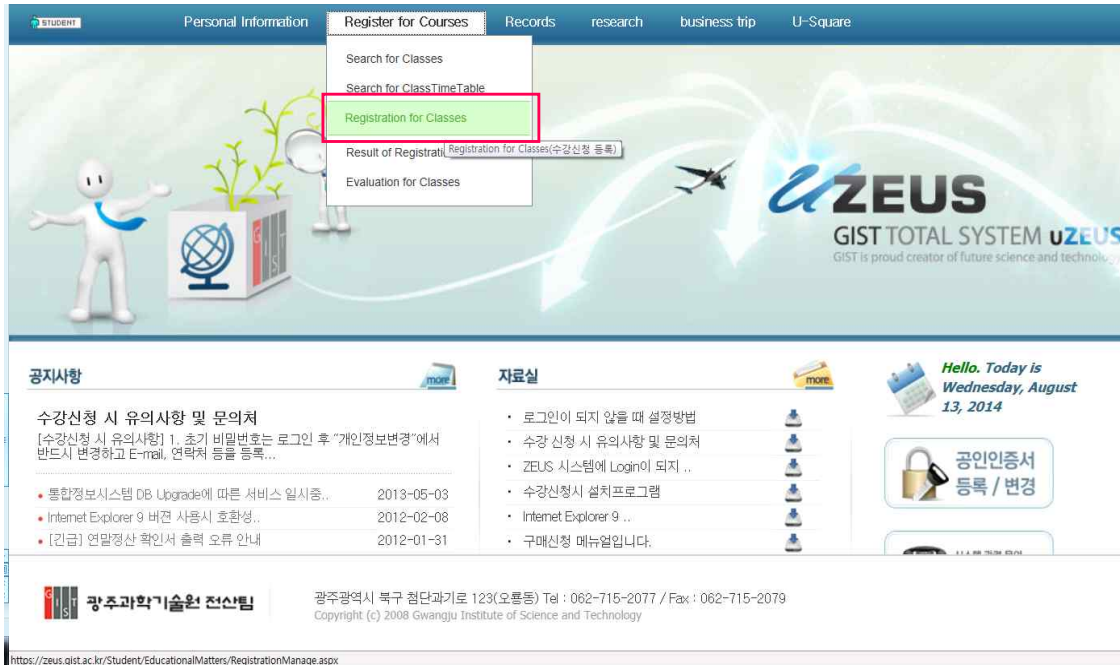 STUDENT Personal Information Register for Courses Records research business trip U-Square
Search for Classes
Search for ClassTimeTable
Registration for Classes
Result of Registrati
Registration for Classes(수강신청 등록)
Evaluation for Classes
GIST
uZEUS
GIST TOTAL SYSTEM uZEUS
GIST is proud creator of future science and technology
공지사항 more
수강신청 시 유의사항 및 문의처
[수강신청 시 유의사항] 1. 초기 비밀번호는 로그인 후 "개인정보변경"에서
반드시 변경하고 E-mail, 연락처 등을 등록...
• 통합정보시스템 DB Upgrade에 따른 서비스 일시중.. 2013-05-03
• Internet Explorer 9 버젼 사용시 호환성.. 2012-02-08
• [긴급] 연말정산 확인서 출력 오류 안내 2012-01-31
자료실 more
· 로그인이 되지 않을 때 설정방법
· 수강 신청 시 유의사항 및 문의처
· ZEUS 시스템에 Login이 되지 ..
· 수강신청시 설치프로그램
· Internet Explorer 9 ..
· 구매신청 메뉴얼입니다.
Hello. Today is
Wednesday, August
13, 2014
공인인증서
등록 / 변경
GIST 광주과학기술원 전산팀
광주광역시 북구 첨단과기로 123(오룡동) Tel : 062-715-2077 / Fax : 062-715-2079
Copyright (c) 2008 Gwangju Institute of Science and Technology
https://zeus.gist.ac.kr/Student/EducationalMatters/RegistrationManage.aspx